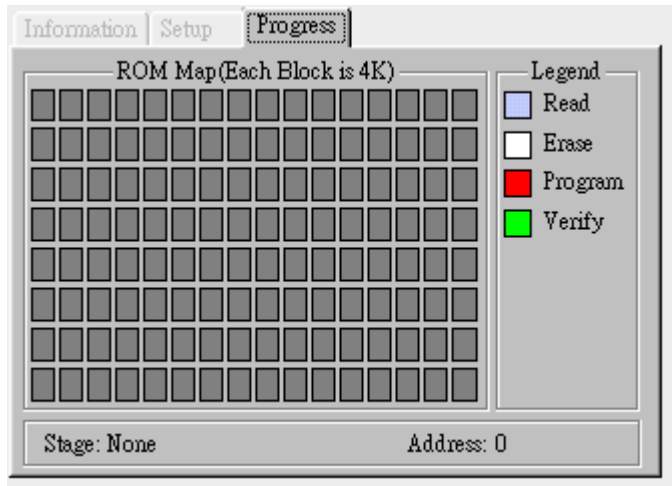 Information Setup Progress
ROM Map(Each Block is 4K)
Legend
Read
Erase
Program
Verify
Stage: None Address: 0